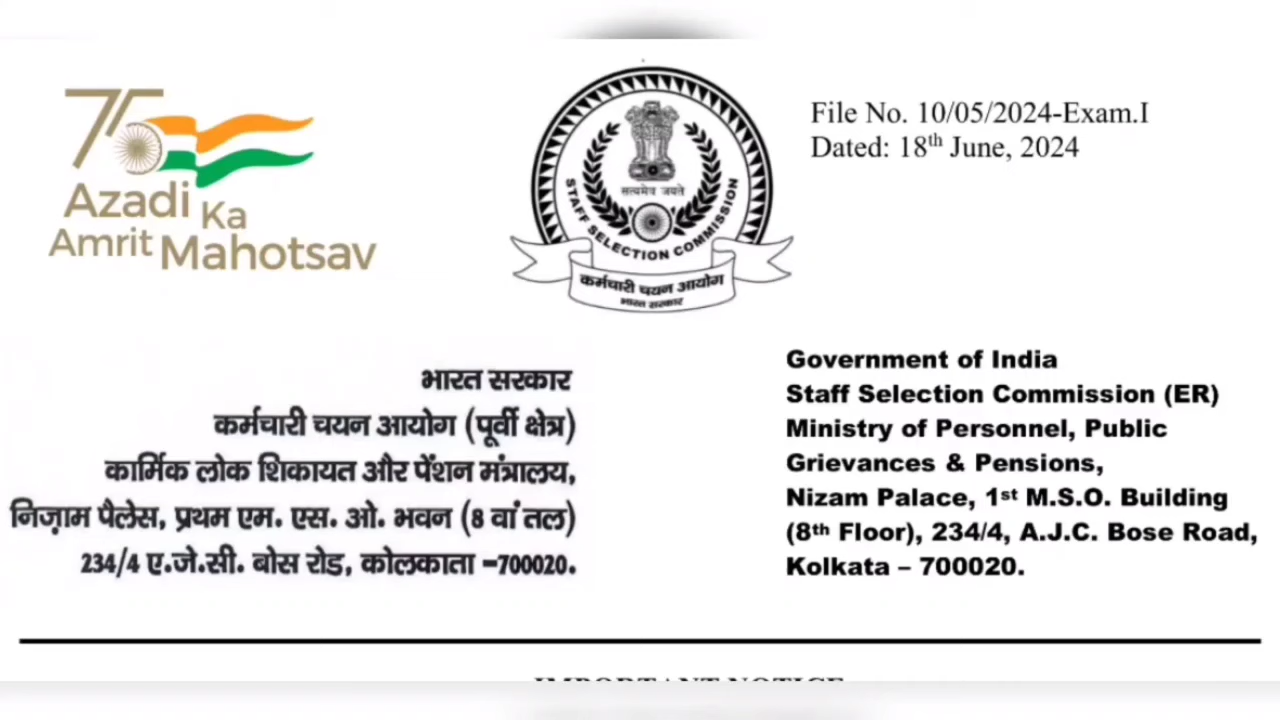 75
Azadi Ka
Amrit Mahotsav
सत्यमेव जयते
STAFF SELECTION COMMISSION
कर्मचारी चयन आयोग
भारत सरकार
File No. 10/05/2024-Exam.I
Dated: 18th June, 2024
भारत सरकार
कर्मचारी चयन आयोग (पूर्वी क्षेत्र)
कार्मिक लोक शिकायत और पेंशन मंत्रालय,
निज़ाम पैलेस, प्रथम एम. एस. ओ. भवन (8 वां तल)
234/4 ए.जे.सी. बोस रोड, कोलकाता -700020.
Government of India
Staff Selection Commission (ER)
Ministry of Personnel, Public
Grievances & Pensions,
Nizam Palace, 1st M.S.O. Building
(8th Floor), 234/4, A.J.C. Bose Road,
Kolkata – 700020.
IMPORTANT NOTICE